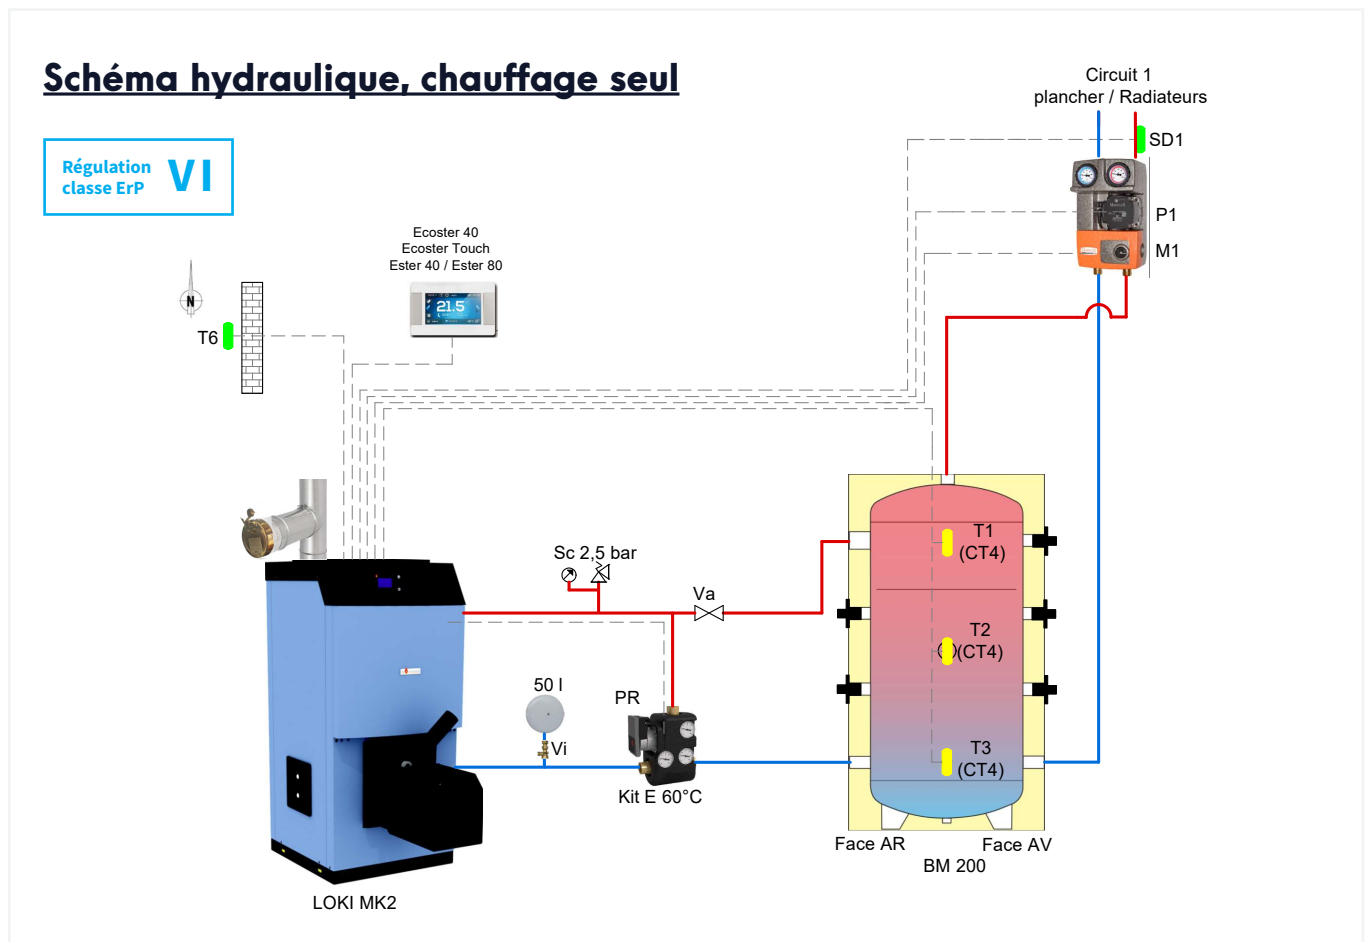 Schéma hydraulique, chauffage seul
Régulation
classe ErP
VI
Circuit 1
plancher / Radiateurs
SD1
P1
M1
Ecoster 40
Ecoster Touch
Ester 40 / Ester 80
21.5
N
T6
Sc 2,5 bar
Va
T1
(CT4)
T2
(CT4)
T3
(CT4)
50 l
Vi
PR
Kit E 60°C
Face AR
Face AV
BM 200
LOKI MK2